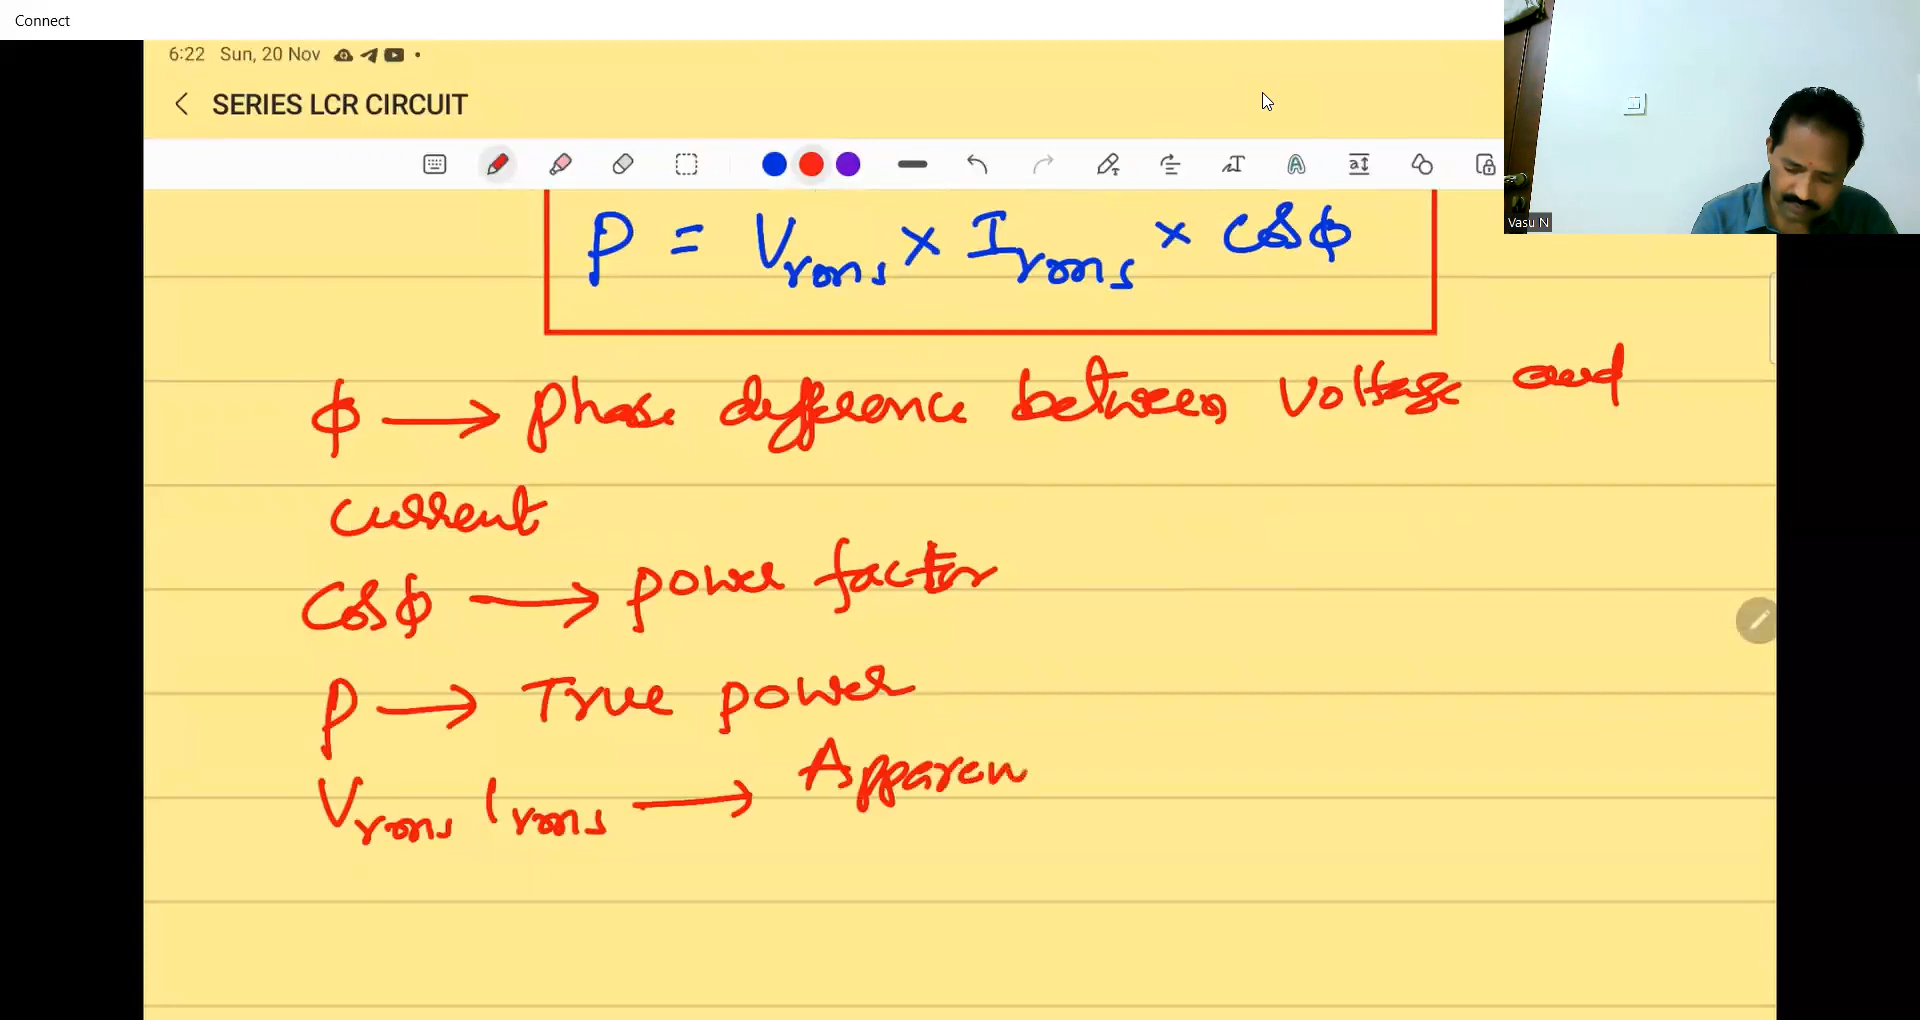 Connect
6:22 Sun, 20 Nov
SERIES LCR CIRCUIT
Vasu N
P = Vrms × Irms × cosϕ
ϕ → phase difference between voltage and
current
Cosϕ → power factor
P → True power
Vrms Irms → Apparen